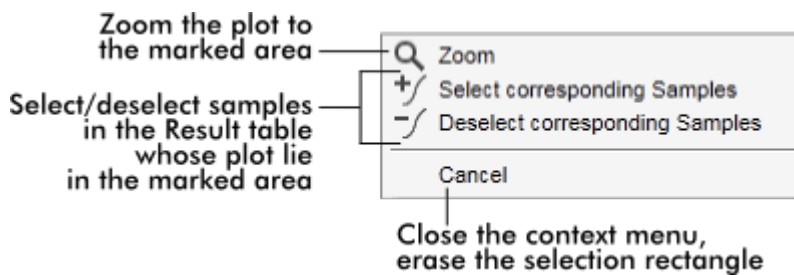 Zoom the plot to
the marked area
Zoom
Select corresponding Samples
Deselect corresponding Samples
Cancel
Select/deselect samples
in the Result table
whose plot lie
in the marked area
Close the context menu,
erase the selection rectangle